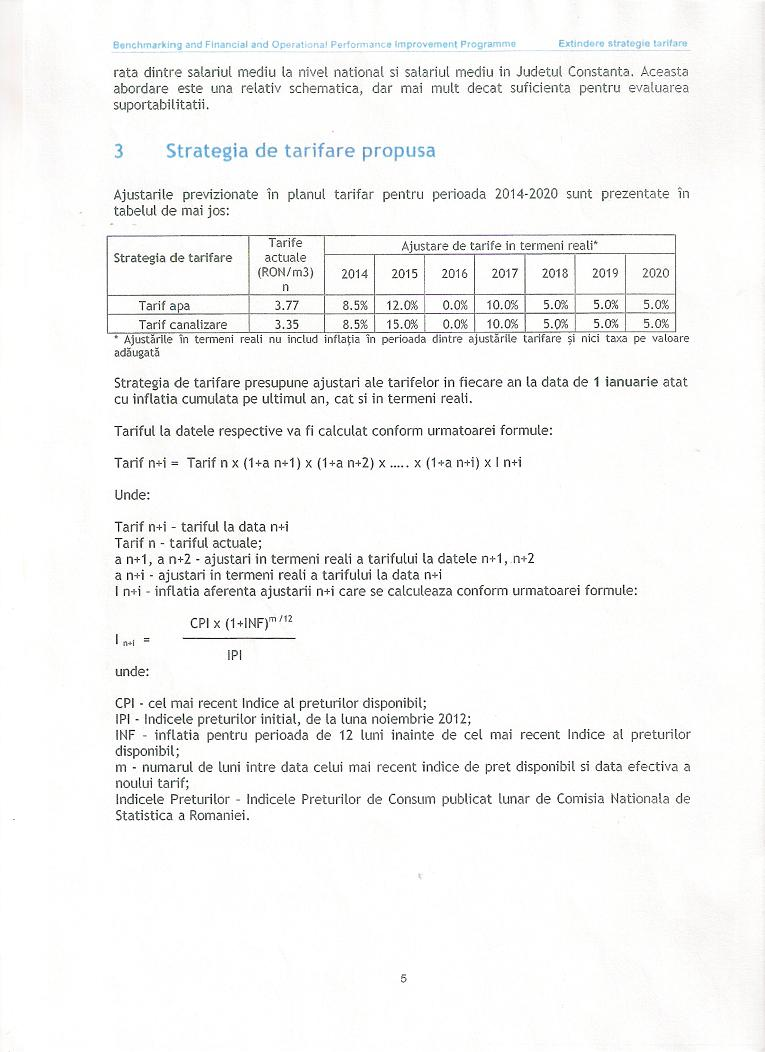 Benchmarking and Financial and Operational Performance Improvement Programme Extindere strategie tarifare
rata dintre salariul mediu la nivel national si salariul mediu in Judetul Constanta. Aceasta
abordare este una relativ schematica, dar mai mult decat suficienta pentru evaluarea
suportabilitatii.
3 Strategia de tarifare propusa
Ajustarile previzionate în planul tarifar pentru perioada 2014-2020 sunt prezentate în
tabelul de mai jos:
Strategia de tarifare
Tarife
actuale
(RON/m3)
n
Ajustare de tarife in termeni reali*
2014 2015 2016 2017 2018 2019 2020
Tarif apa 3.77 8.5% 12.0% 0.0% 10.0% 5.0% 5.0% 5.0%
Tarif canalizare 3.35 8.5% 15.0% 0.0% 10.0% 5.0% 5.0% 5.0%
* Ajustările în termeni reali nu includ inflația în perioada dintre ajustările tarifare și nici taxa pe valoare
adăugată
Strategia de tarifare presupune ajustari ale tarifelor in fiecare an la data de 1 ianuarie atat
cu inflatia cumulata pe ultimul an, cat si in termeni reali.
Tariful la datele respective va fi calculat conform urmatoarei formule:
Tarif n+i = Tarif n x (1+a n+1) x (1+a n+2) x ..... x (1+a n+i) x I n+i
Unde:
Tarif n+i - tariful la data n+i
Tarif n - tariful actuale;
a n+1, a n+2 - ajustari in termeni reali a tarifului la datele n+1, n+2
a n+i - ajustari in termeni reali a tarifului la data n+i
I n+i - inflatia aferenta ajustarii n+i care se calculeaza conform urmatoarei formule:
CPI x (1+INF)^m/12
I n+i =
IPI
unde:
CPI - cel mai recent Indice al preturilor disponibil;
IPI - Indicele preturilor initial, de la luna noiembrie 2012;
INF - inflatia pentru perioada de 12 luni inainte de cel mai recent Indice al preturilor
disponibil;
m - numarul de luni intre data celui mai recent indice de pret disponibil si data efectiva a
noului tarif;
Indicele Preturilor - Indicele Preturilor de Consum publicat lunar de Comisia Nationala de
Statistica a Romaniei.
5